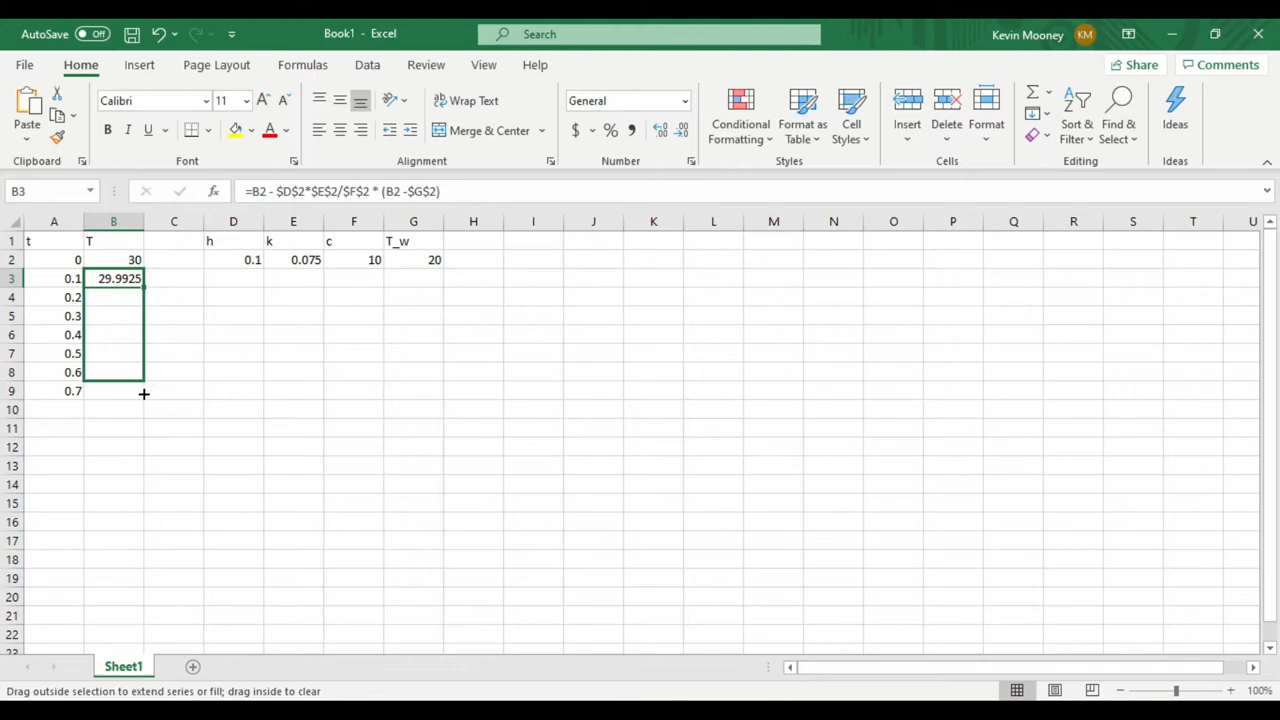 AutoSave Off Book1 - Excel Search Kevin Mooney KM
File Home Insert Page Layout Formulas Data Review View Help Share Comments
Paste Calibri 11 Wrap Text General Conditional Formatting Format as Table Cell Styles Insert Delete Format Sort & Filter Find & Select Ideas
B I U A Merge & Center $ % ,
Clipboard Font Alignment Number Styles Cells Editing Ideas
B3 fx =B2 - $D$2*$E$2/$F$2 * (B2 -$G$2)
A B C D E F G H I J K L M N O P Q R S T U
1 t T h k c T_w
2 0 30 0.1 0.075 10 20
3 0.1 29.9925
4 0.2
5 0.3
6 0.4
7 0.5
8 0.6
9 0.7
10
11
12
13
14
15
16
17
18
19
20
21
22
23
Sheet1
Drag outside selection to extend series or fill; drag inside to clear 100%